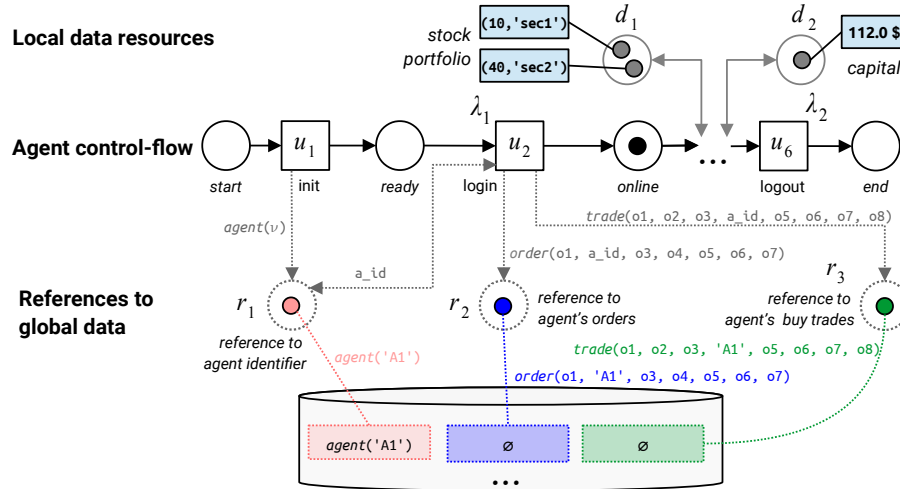 Local data resources
stock
portfolio
(10,'sec1')
(40,'sec2')
d1
d2
112.0 $
capital
Agent control-flow
λ1
λ2
u1
u2
...
u6
start
init
ready
login
online
logout
end
agent(ν)
a_id
trade(o1, o2, o3, a_id, o5, o6, o7, o8)
order(o1, a_id, o3, o4, o5, o6, o7)
References to
global data
r1
r2
r3
reference to
agent identifier
reference to
agent's orders
reference to
agent's buy trades
agent('A1')
trade(o1, o2, o3, 'A1', o5, o6, o7, o8)
order(o1, 'A1', o3, o4, o5, o6, o7)
agent('A1')
∅
∅
...